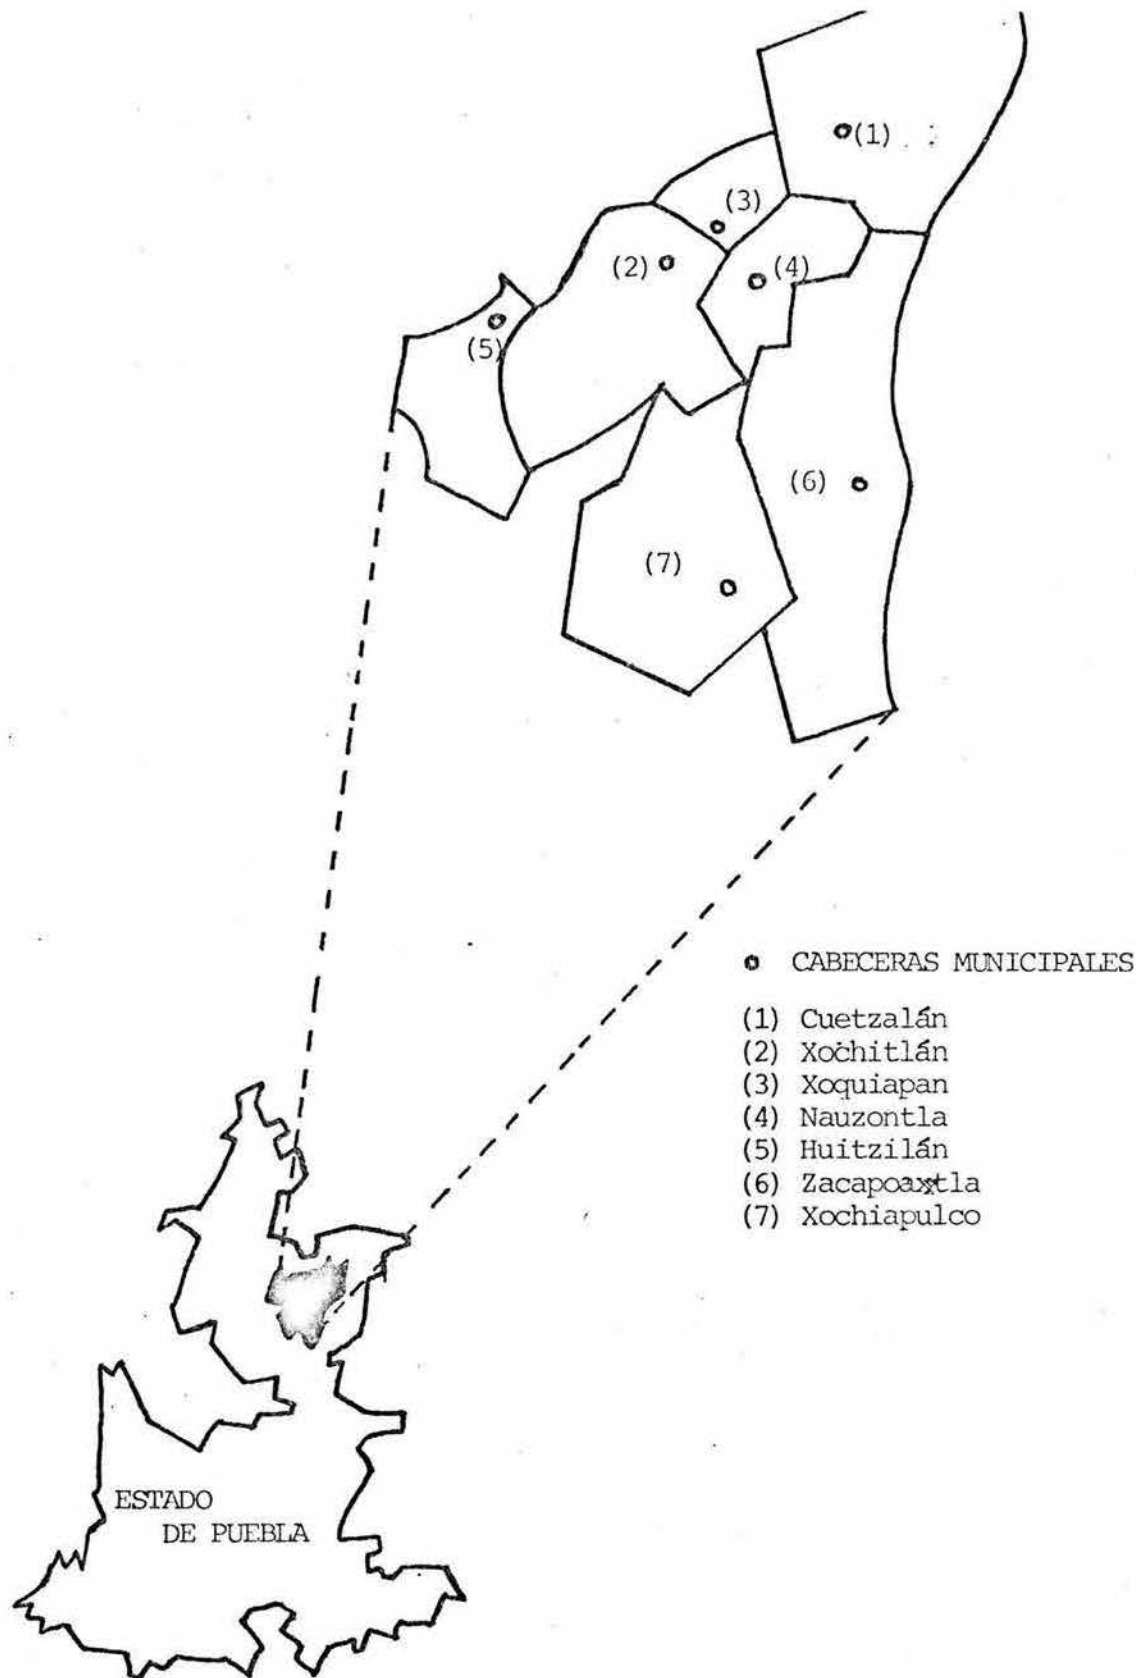 (1)
(3)
(2)
(4)
(5)
(6)
(7)
CABECERAS MUNICIPALES
(1) Cuetzalán
(2) Xochitlán
(3) Xoquiapan
(4) Nauzontla
(5) Huitzilán
(6) Zacapoaxtla
(7) Xochiapulco
ESTADO
DE PUEBLA